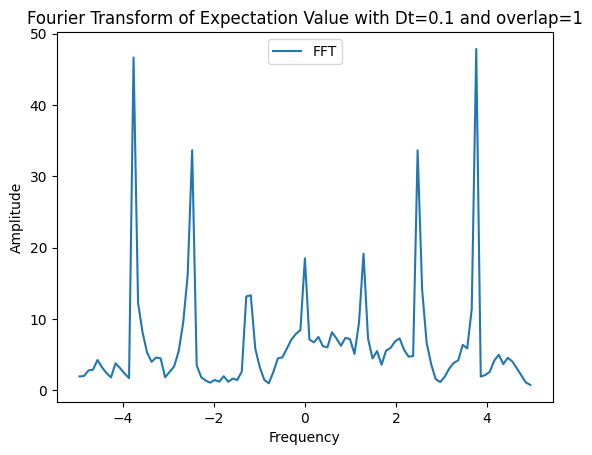 Fourier Transform of Expectation Value with Dt=0.1 and overlap=1
FFT
50
40
30
20
10
0
Amplitude
−4
−2
0
2
4
Frequency